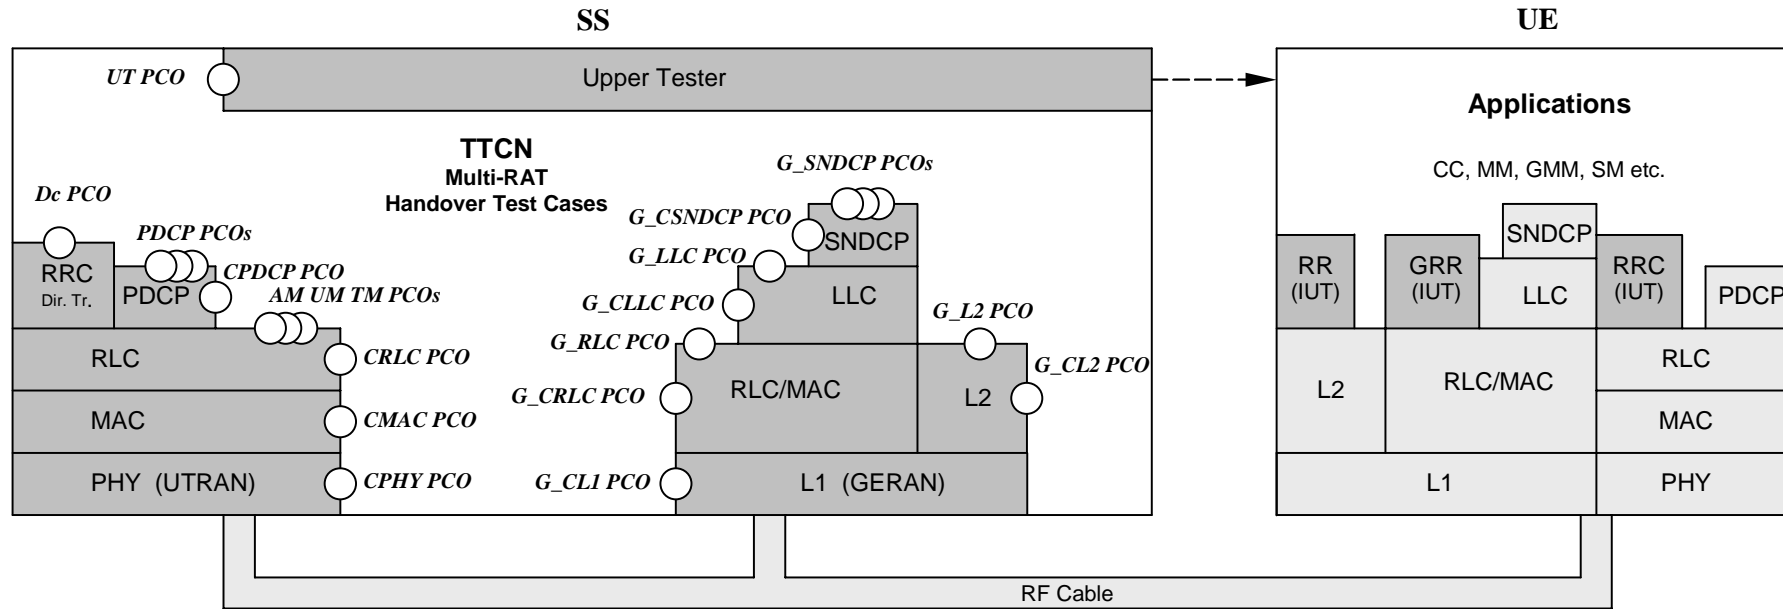 SS
UE
UT PCO
Upper Tester
Applications
TTCN
Multi-RAT
Handover Test Cases
G_SNDCP PCOs
CC, MM, GMM, SM etc.
Dc PCO
PDCP PCOs
G_CSNDCP PCO
SNDCP
SNDCP
G_LLC PCO
RRC
Dir. Tr.
PDCP
CPDCP PCO
AM UM TM PCOs
G_CLLC PCO
LLC
G_L2 PCO
RR
(IUT)
GRR
(IUT)
LLC
RRC
(IUT)
PDCP
RLC
CRLC PCO
G_RLC PCO
G_CL2 PCO
RLC
G_CRLC PCO
RLC/MAC
L2
L2
RLC/MAC
MAC
CMAC PCO
MAC
PHY (UTRAN)
CPHY PCO
G_CL1 PCO
L1 (GERAN)
L1
PHY
RF Cable